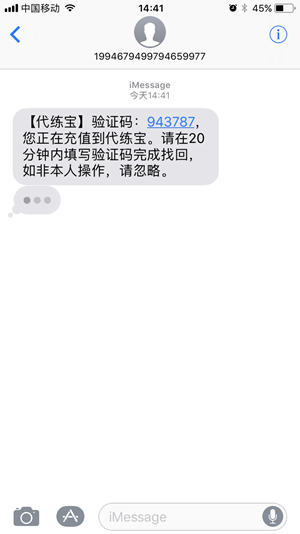 中国移动 14:41 45%
1994679499794659977
iMessage
今天14:41
【代练宝】验证码：943787，
您正在充值到代练宝。请在20
分钟内填写验证码完成找回，
如非本人操作，请忽略。
iMessage